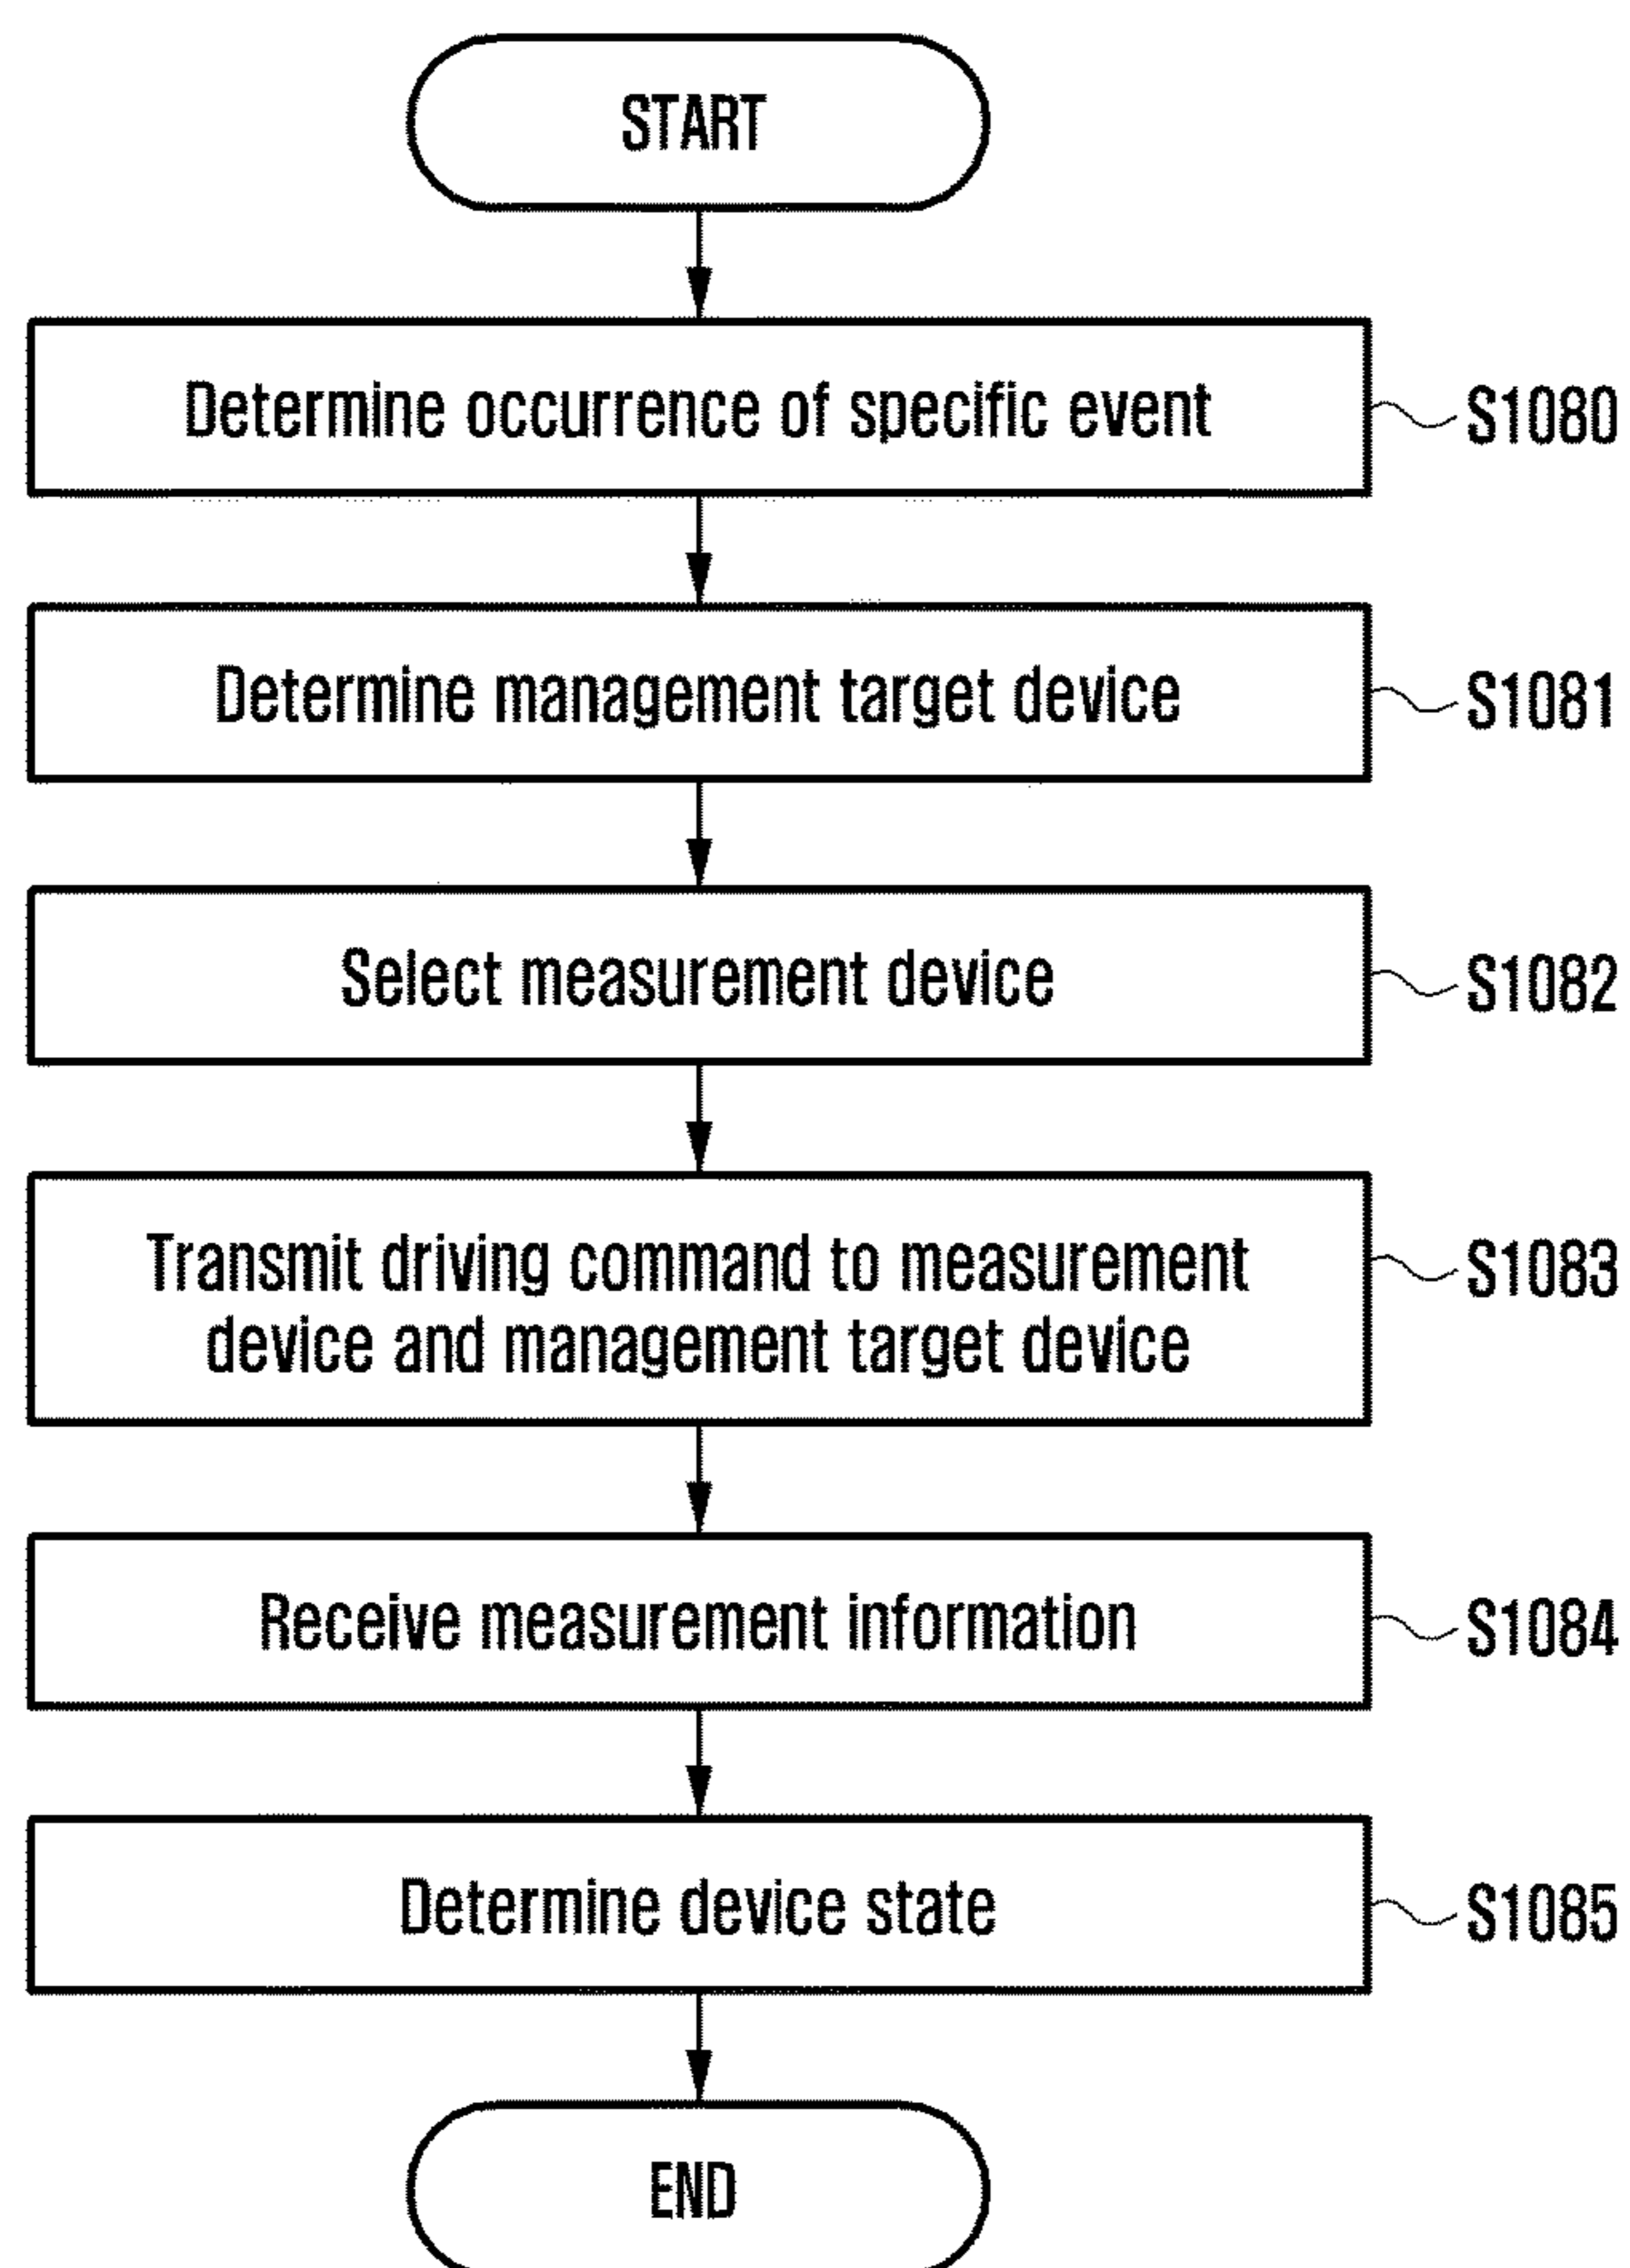 START
Determine occurrence of specific event
S1080
Determine management target device
S1081
Select measurement device
S1082
Transmit driving command to measurement
device and management target device
S1083
Receive measurement information
S1084
Determine device state
S1085
END